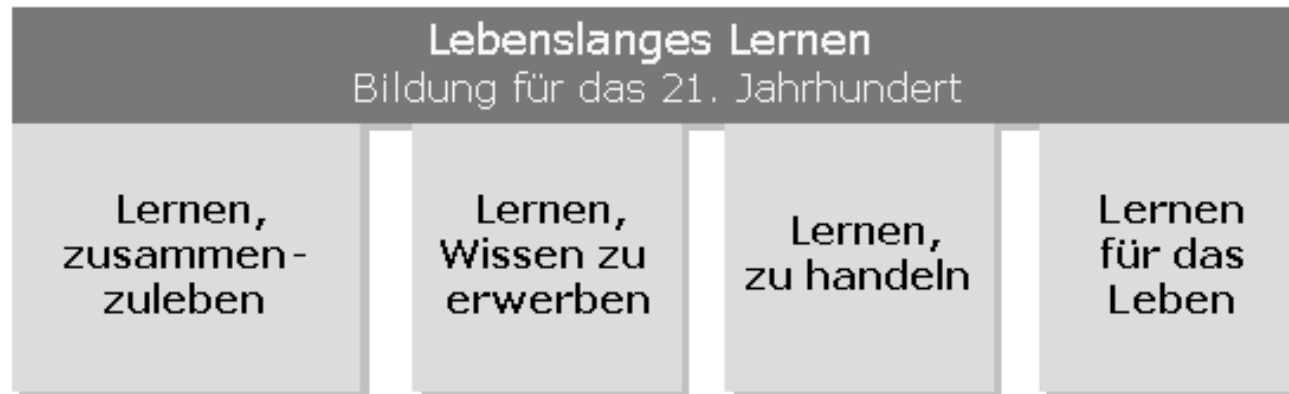 Lebenslanges Lernen
Bildung für das 21. Jahrhundert
Lernen,
zusammen-
zuleben
Lernen,
Wissen zu
erwerben
Lernen,
zu handeln
Lernen
für das
Leben